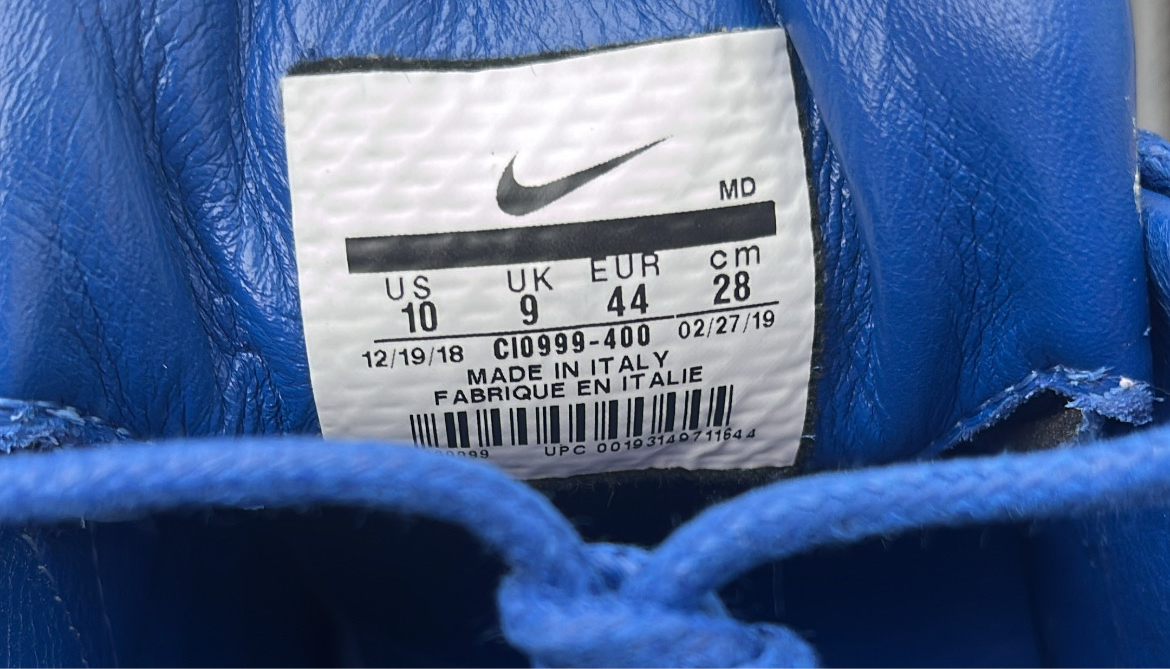 MD
US UK EUR cm
10 9 44 28
12/19/18 CI0999-400 02/27/19
MADE IN ITALY
FABRIQUE EN ITALIE
UPC 00193149711644